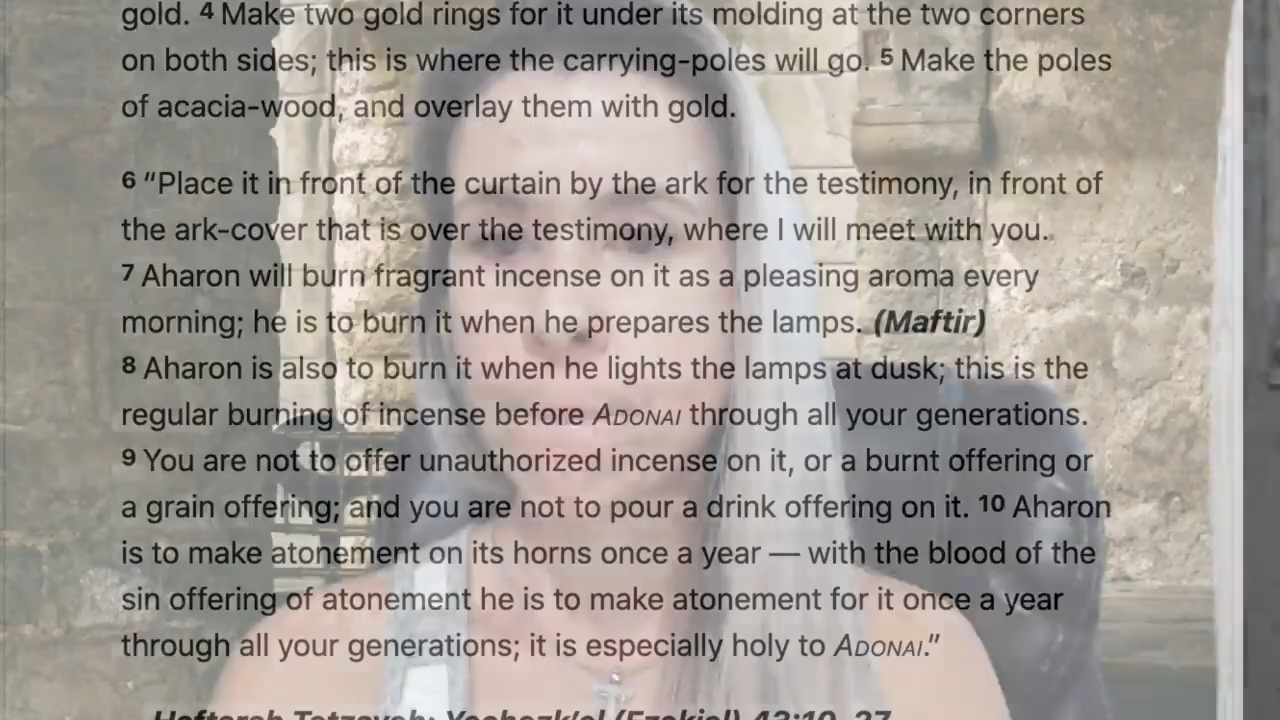 gold. 4 Make two gold rings for it under its molding at the two corners
on both sides; this is where the carrying-poles will go. 5 Make the poles
of acacia-wood, and overlay them with gold.
6 “Place it in front of the curtain by the ark for the testimony, in front of
the ark-cover that is over the testimony, where I will meet with you.
7 Aharon will burn fragrant incense on it as a pleasing aroma every
morning; he is to burn it when he prepares the lamps. (Maftir)
8 Aharon is also to burn it when he lights the lamps at dusk; this is the
regular burning of incense before ADONAI through all your generations.
9 You are not to offer unauthorized incense on it, or a burnt offering or
a grain offering; and you are not to pour a drink offering on it. 10 Aharon
is to make atonement on its horns once a year — with the blood of the
sin offering of atonement he is to make atonement for it once a year
through all your generations; it is especially holy to ADONAI.”
Haftarah Tetzaveh: Yechezk’el (Ezekiel) 43:10–27